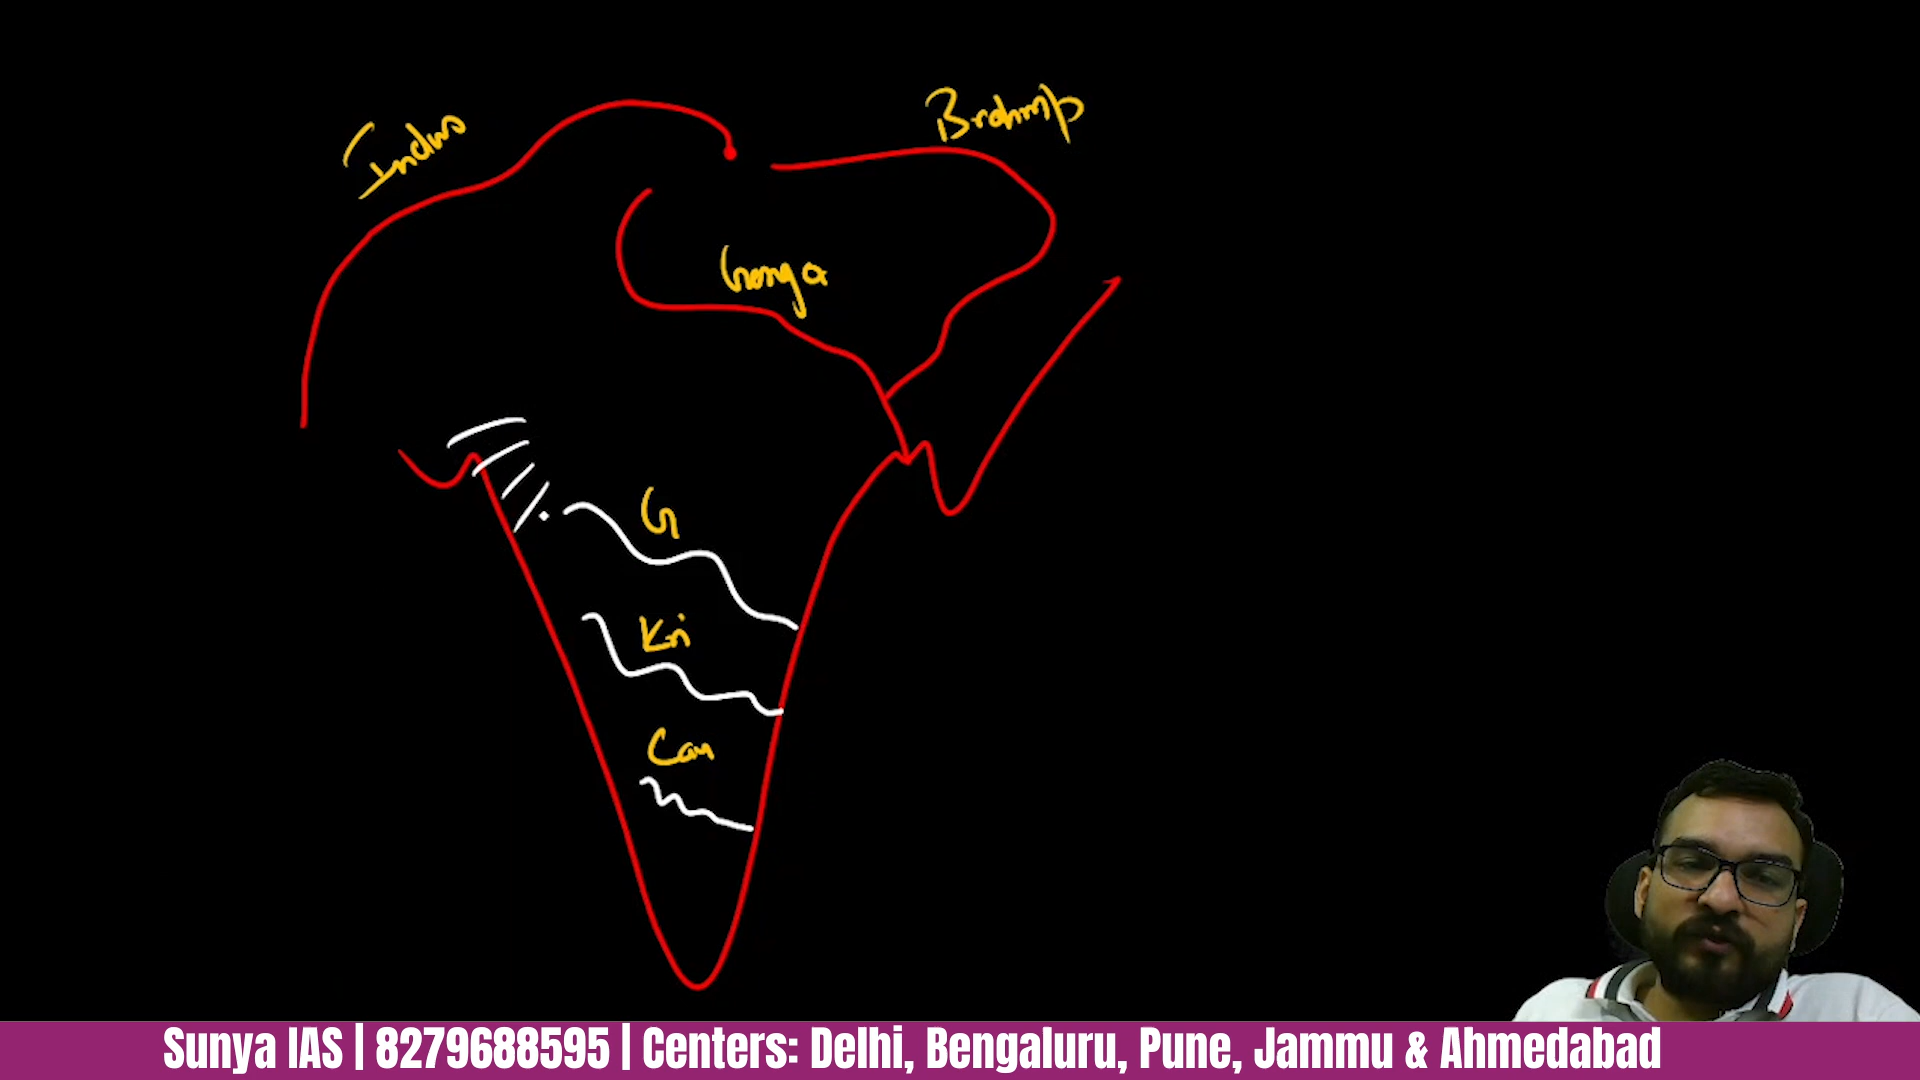 Indus
Brahmp
Ganga
G
Kri
Cau
Sunya IAS | 8279688595 | Centers: Delhi, Bengaluru, Pune, Jammu & Ahmedabad